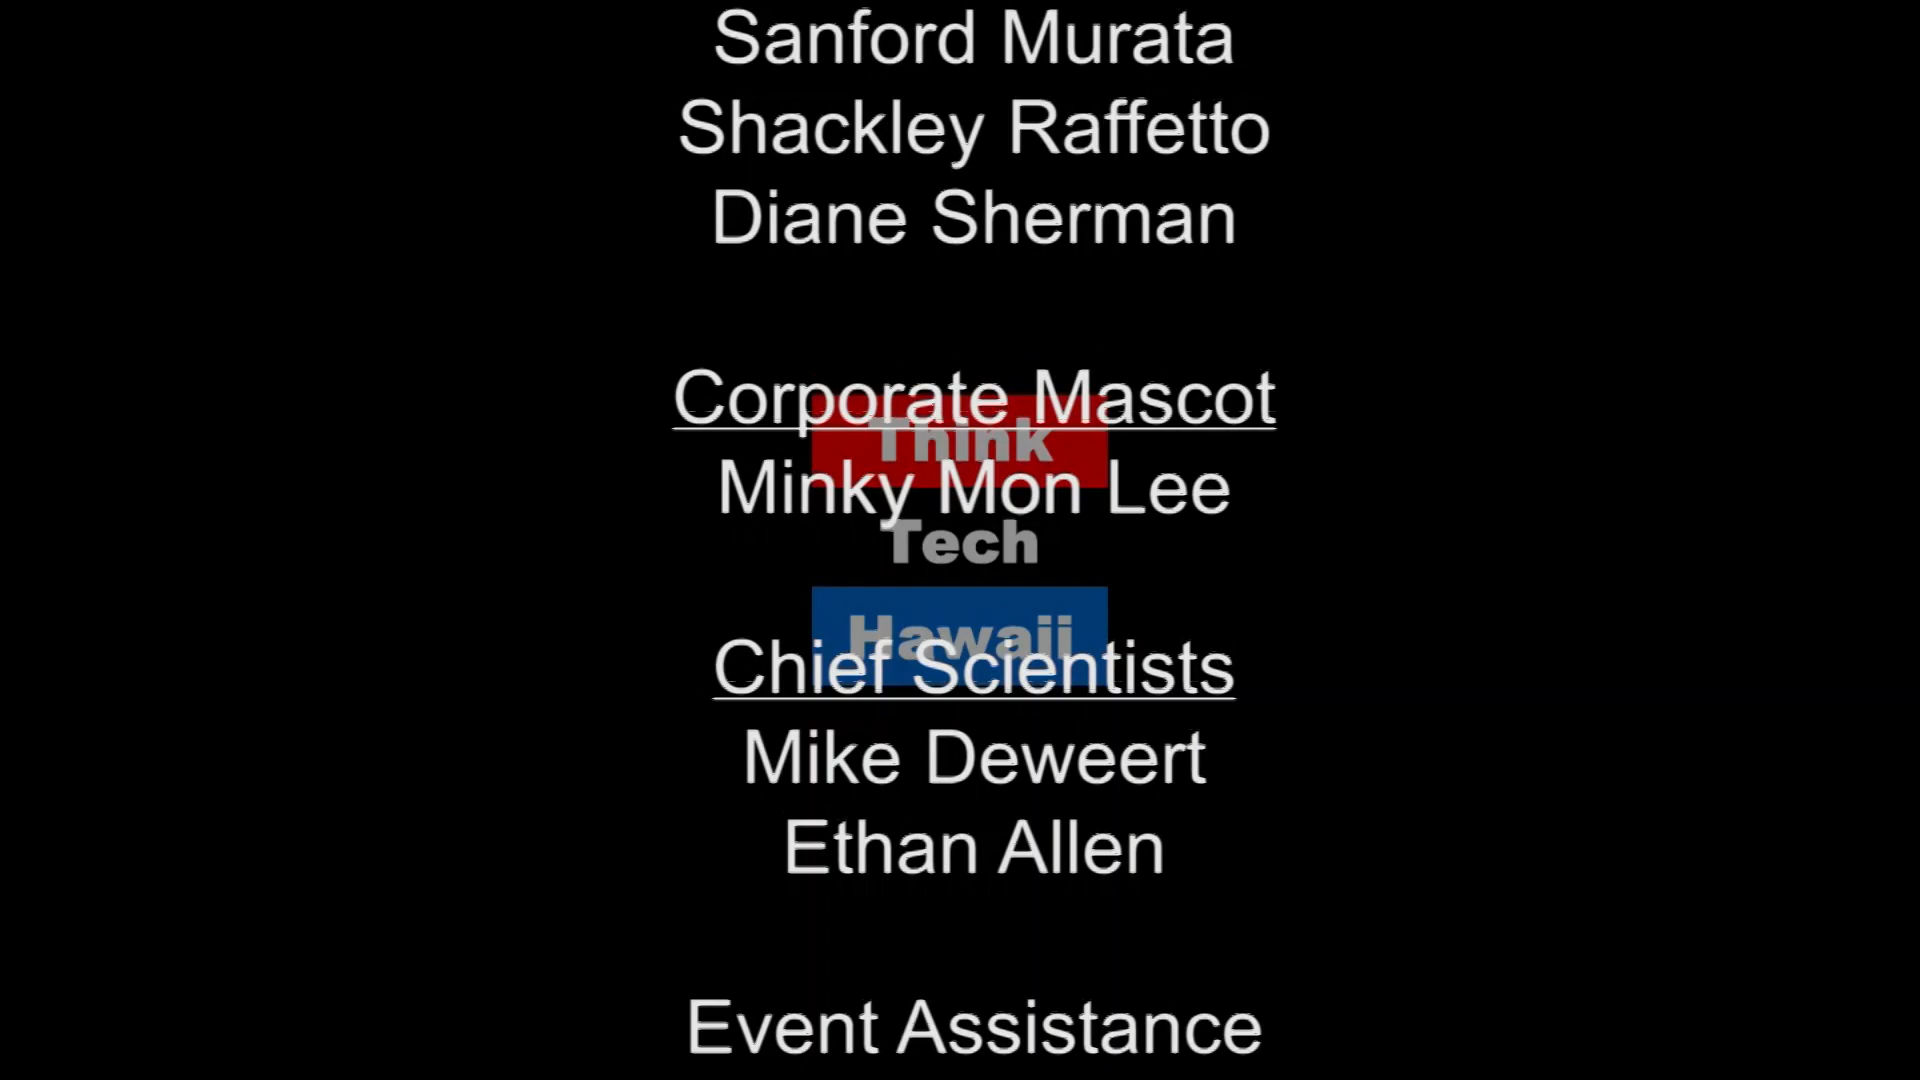 Sanford Murata
Shackley Raffetto
Diane Sherman
Corporate Mascot
Think
Minky Mon Lee
Tech
Hawaii
Chief Scientists
Mike Deweert
Ethan Allen
Event Assistance